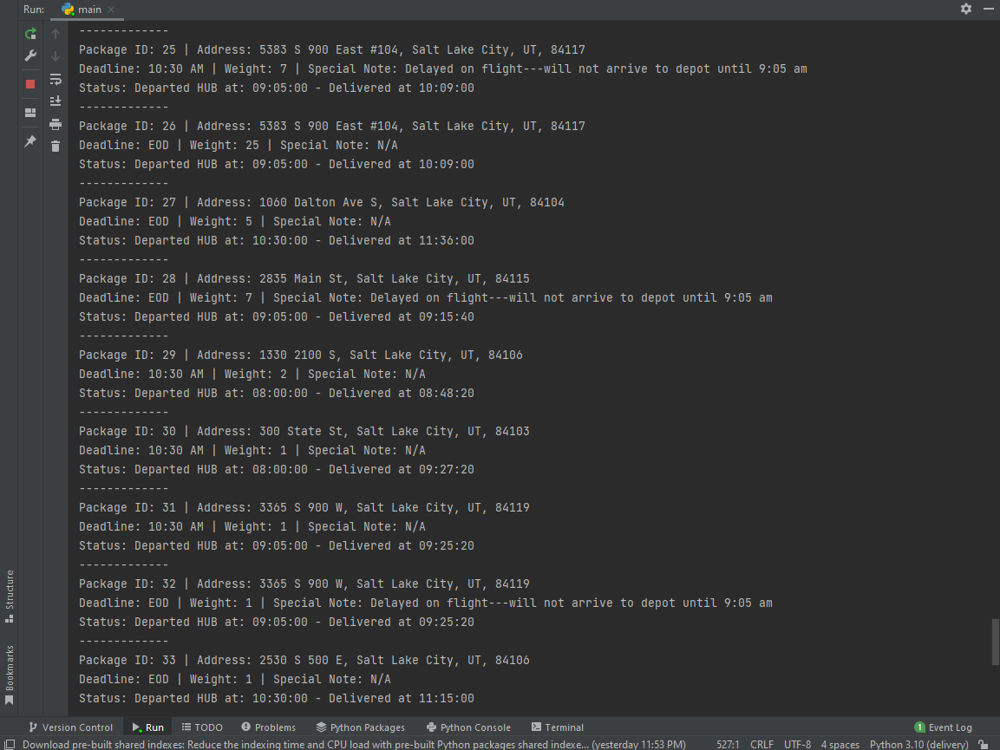 Run: main
-------------
Package ID: 25 | Address: 5383 S 900 East #104, Salt Lake City, UT, 84117
Deadline: 10:30 AM | Weight: 7 | Special Note: Delayed on flight---will not arrive to depot until 9:05 am
Status: Departed HUB at: 09:05:00 - Delivered at 10:09:00
-------------
Package ID: 26 | Address: 5383 S 900 East #104, Salt Lake City, UT, 84117
Deadline: EOD | Weight: 25 | Special Note: N/A
Status: Departed HUB at: 09:05:00 - Delivered at 10:09:00
-------------
Package ID: 27 | Address: 1060 Dalton Ave S, Salt Lake City, UT, 84104
Deadline: EOD | Weight: 5 | Special Note: N/A
Status: Departed HUB at: 10:30:00 - Delivered at 11:36:00
-------------
Package ID: 28 | Address: 2835 Main St, Salt Lake City, UT, 84115
Deadline: EOD | Weight: 7 | Special Note: Delayed on flight---will not arrive to depot until 9:05 am
Status: Departed HUB at: 09:05:00 - Delivered at 09:15:40
-------------
Package ID: 29 | Address: 1330 2100 S, Salt Lake City, UT, 84106
Deadline: 10:30 AM | Weight: 2 | Special Note: N/A
Status: Departed HUB at: 08:00:00 - Delivered at 08:48:20
-------------
Package ID: 30 | Address: 300 State St, Salt Lake City, UT, 84103
Deadline: 10:30 AM | Weight: 1 | Special Note: N/A
Status: Departed HUB at: 08:00:00 - Delivered at 09:27:20
-------------
Package ID: 31 | Address: 3365 S 900 W, Salt Lake City, UT, 84119
Deadline: 10:30 AM | Weight: 1 | Special Note: N/A
Status: Departed HUB at: 09:05:00 - Delivered at 09:25:20
-------------
Package ID: 32 | Address: 3365 S 900 W, Salt Lake City, UT, 84119
Deadline: EOD | Weight: 1 | Special Note: Delayed on flight---will not arrive to depot until 9:05 am
Status: Departed HUB at: 09:05:00 - Delivered at 09:25:20
-------------
Package ID: 33 | Address: 2530 S 500 E, Salt Lake City, UT, 84106
Deadline: EOD | Weight: 1 | Special Note: N/A
Status: Departed HUB at: 10:30:00 - Delivered at 11:15:00
Structure
Bookmarks
Version Control Run TODO Problems Python Packages Python Console Terminal 1 Event Log
Download pre-built shared indexes: Reduce the indexing time and CPU load with pre-built Python packages shared indexe... (yesterday 11:53 PM) 527:1 CRLF UTF-8 4 spaces Python 3.10 (delivery)